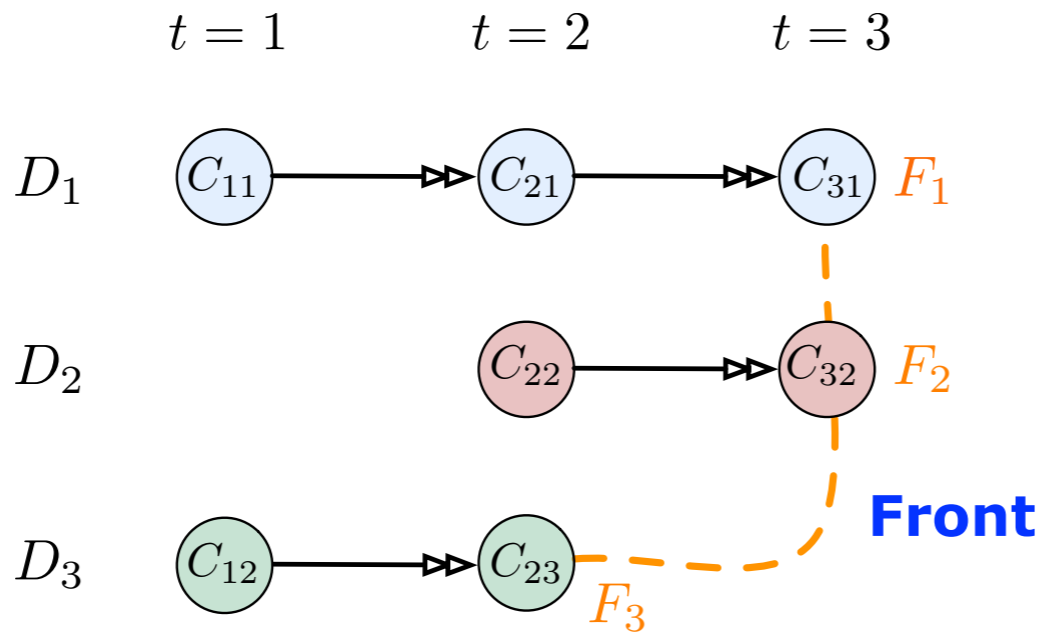 t = 1 t = 2 t = 3
D₁ C₁₁ C₂₁ C₃₁ F₁
D₂ C₂₂ C₃₂ F₂
Front
D₃ C₁₂ C₂₃
F₃